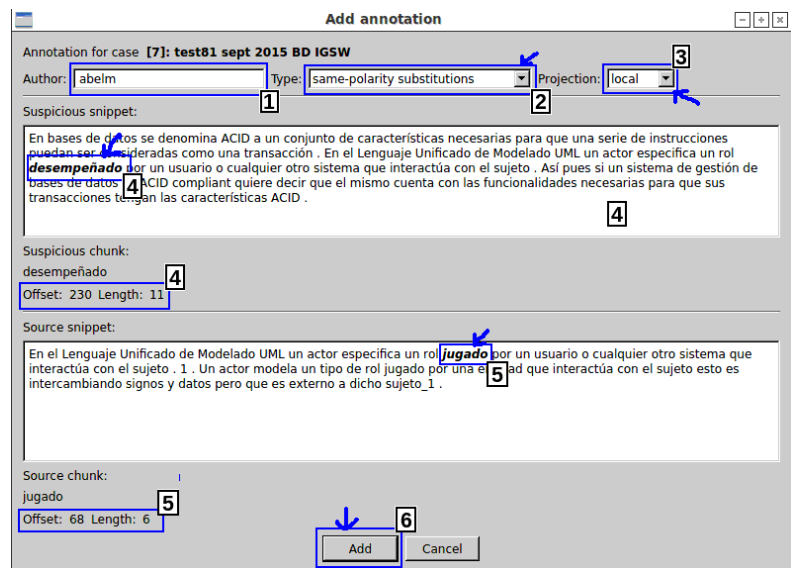 Add annotation
Annotation for case [7]: test81 sept 2015 BD IGSW
3
Author: abelm Type: same-polarity substitutions Projection: local
1
2
Suspicious snippet:
En bases de datos se denomina ACID a un conjunto de características necesarias para que una serie de instrucciones
puedan ser consideradas como una transacción . En el Lenguaje Unificado de Modelado UML un actor especifica un rol
desempeñado por un usuario o cualquier otro sistema que interactúa con el sujeto . Así pues si un sistema de gestión de
bases de datos ACID compliant quiere decir que el mismo cuenta con las funcionalidades necesarias para que sus
4
transacciones tengan las características ACID .
4
Suspicious chunk:
desempeñado
4
Offset: 230 Length: 11
Source snippet:
En el Lenguaje Unificado de Modelado UML un actor especifica un rol jugado por un usuario o cualquier otro sistema que
interactúa con el sujeto . 1 . Un actor modela un tipo de rol jugado por una entidad que interactúa con el sujeto esto es
5
intercambiando signos y datos pero que es externo a dicho sujeto_1 .
Source chunk:
jugado
5
Offset: 68 Length: 6
6
Add Cancel